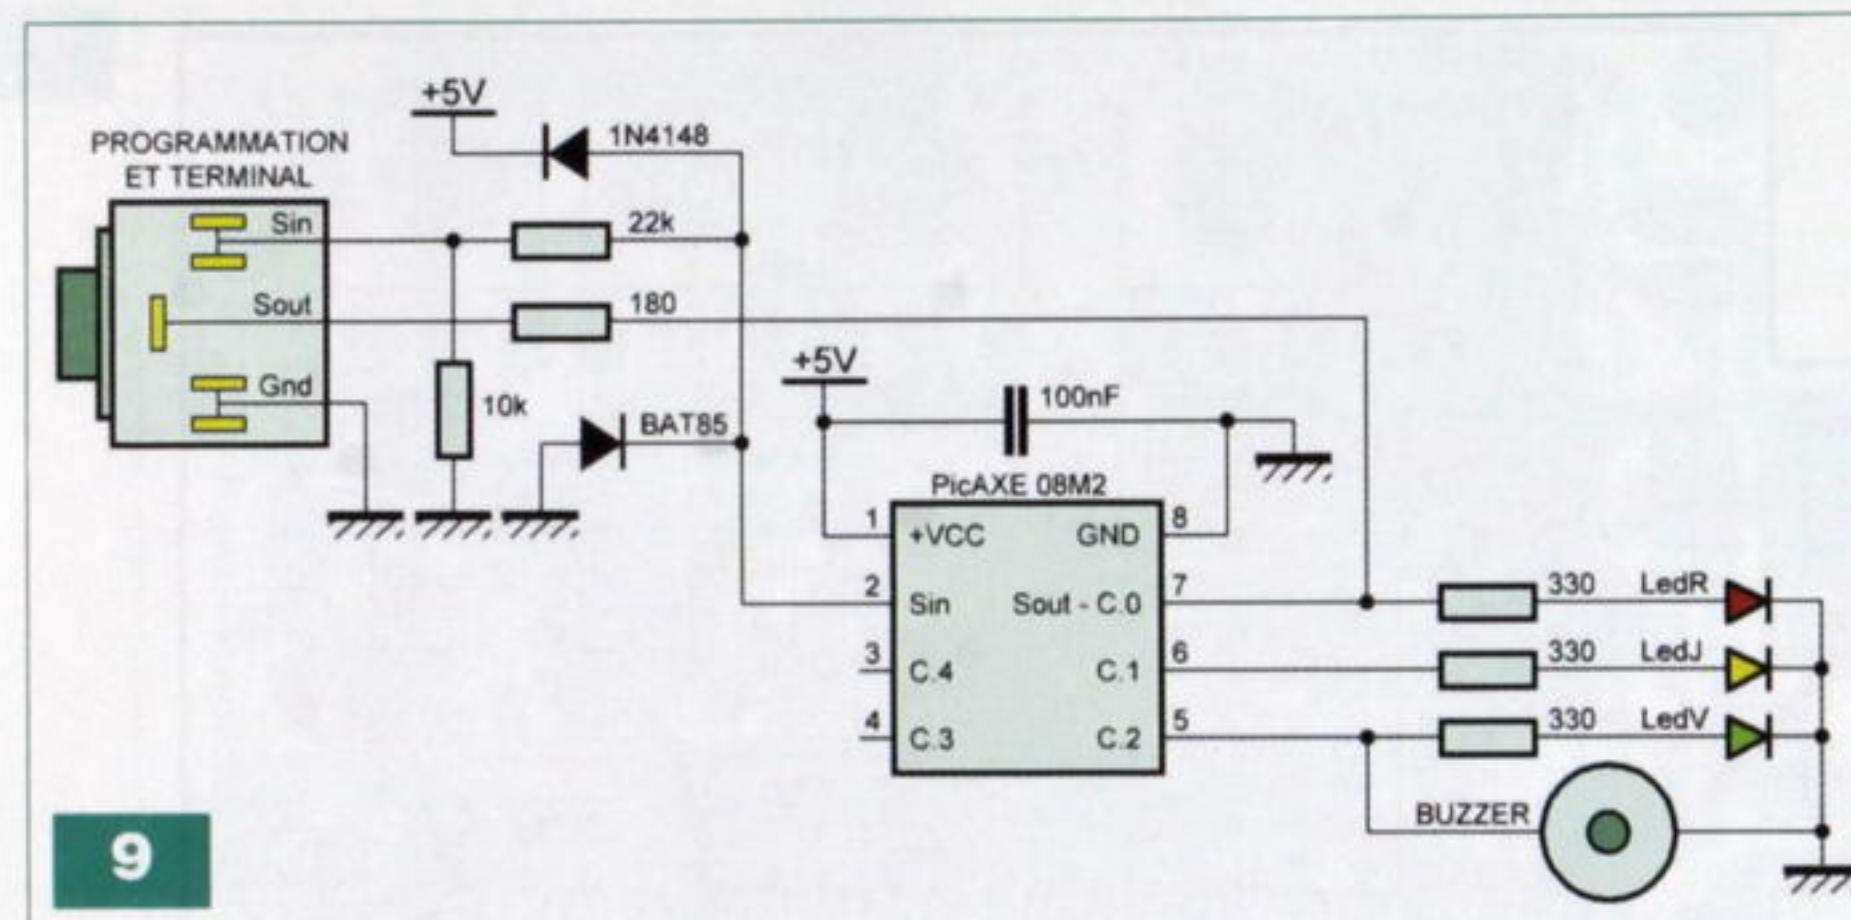 +5V
1N4148
PROGRAMMATION
ET TERMINAL
Sin
22k
Sout
180
Gnd
10k
BAT85
+5V
100nF
PicAXE 08M2
1
+VCC
GND
8
2
Sin
Sout - C.0
7
330
LedR
3
C.4
C.1
6
330
LedJ
4
C.3
C.2
5
330
LedV
BUZZER
9